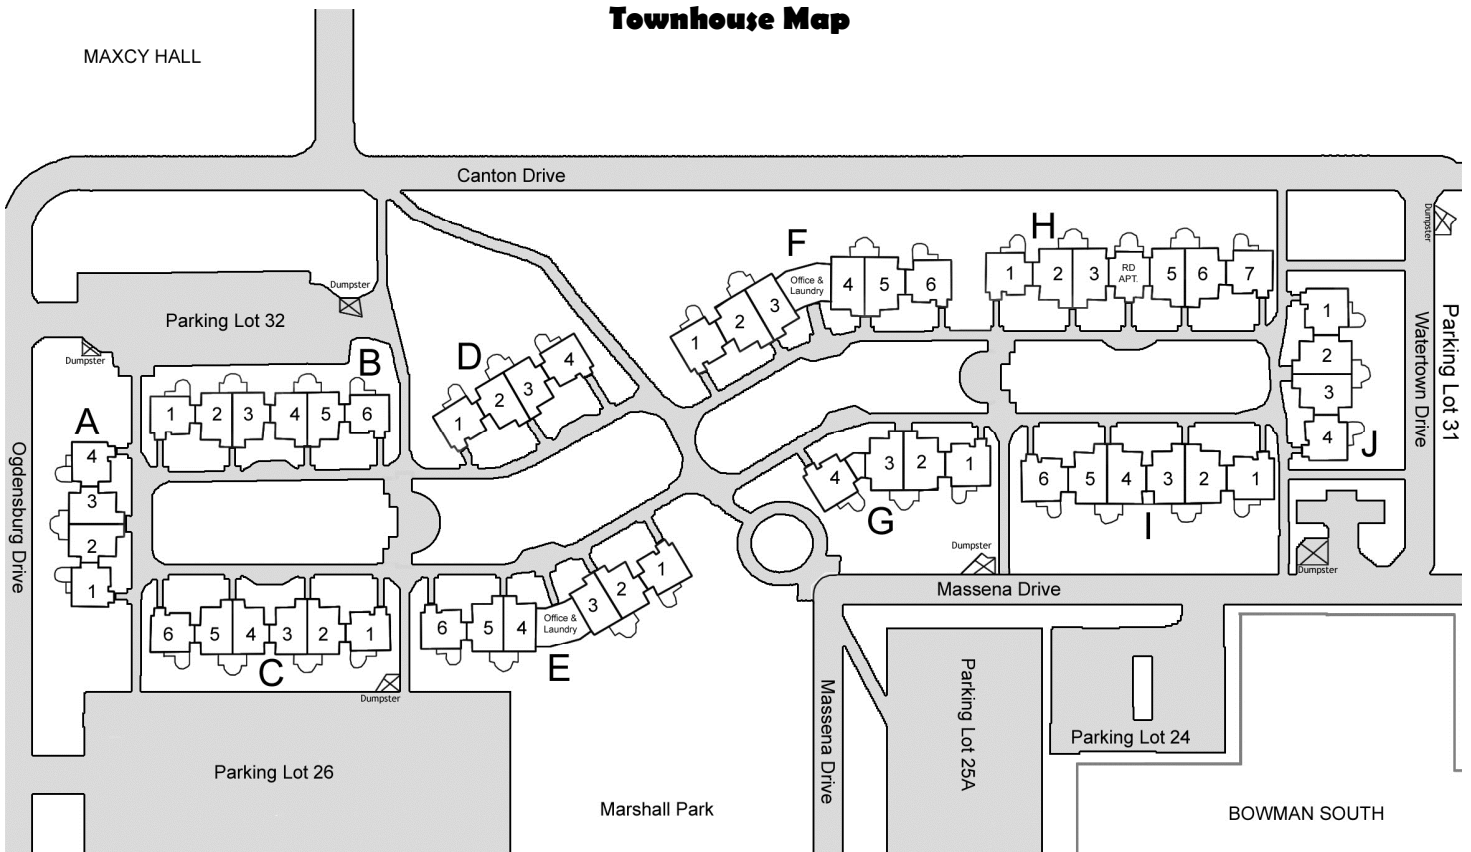 Townhouse Map
MAXCY HALL
Canton Drive
Dumpster
F
H
Office &
Laundry
4
5
6
1
2
3
RD
APT.
5
6
7
Dumpster
Parking Lot 32
1
2
3
1
Parking Lot 31
Watertown Drive
Dumpster
B
D
4
3
2
1
2
3
4
J
A
1
2
3
4
5
6
4
3
2
1
Ogdensburg Drive
4
3
2
1
G
6
5
4
3
2
1
I
Dumpster
Dumpster
Massena Drive
6
5
4
3
2
1
C
Dumpster
6
5
4
Office &
Laundry
3
2
1
E
Massena Drive
Parking Lot 25A
Parking Lot 24
Parking Lot 26
Marshall Park
BOWMAN SOUTH